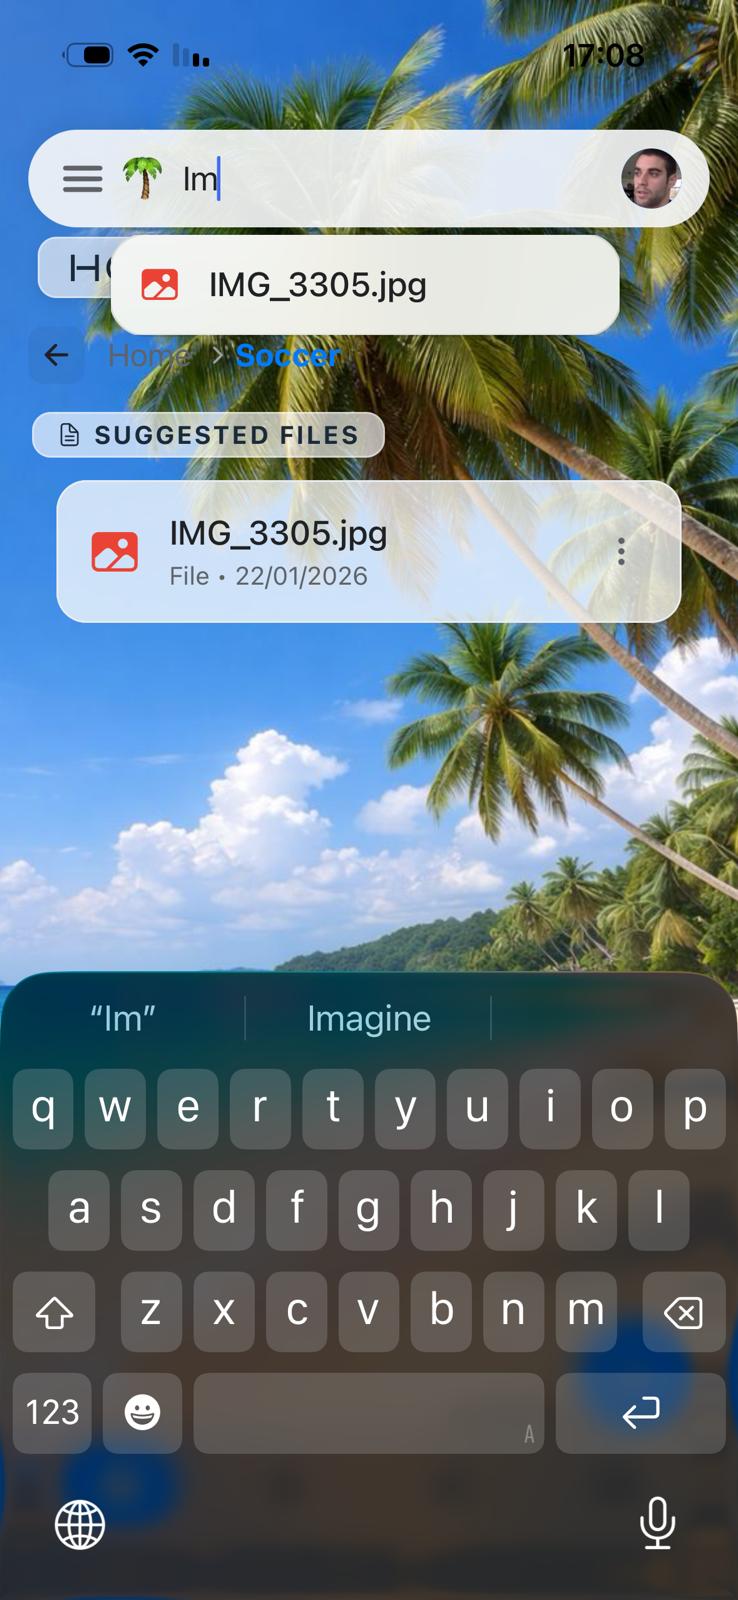 17:08
Im
IMG_3305.jpg
Home > Soccer
SUGGESTED FILES
IMG_3305.jpg
File • 22/01/2026
“Im” Imagine
q w e r t y u i o p
a s d f g h j k l
z x c v b n m
123
A